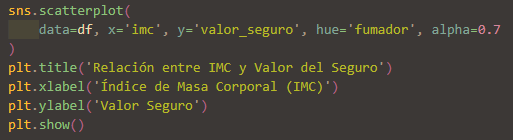 sns.scatterplot(
    data=df, x='imc', y='valor_seguro', hue='fumador', alpha=0.7
)
plt.title('Relación entre IMC y Valor del Seguro')
plt.xlabel('Índice de Masa Corporal (IMC)')
plt.ylabel('Valor Seguro')
plt.show()